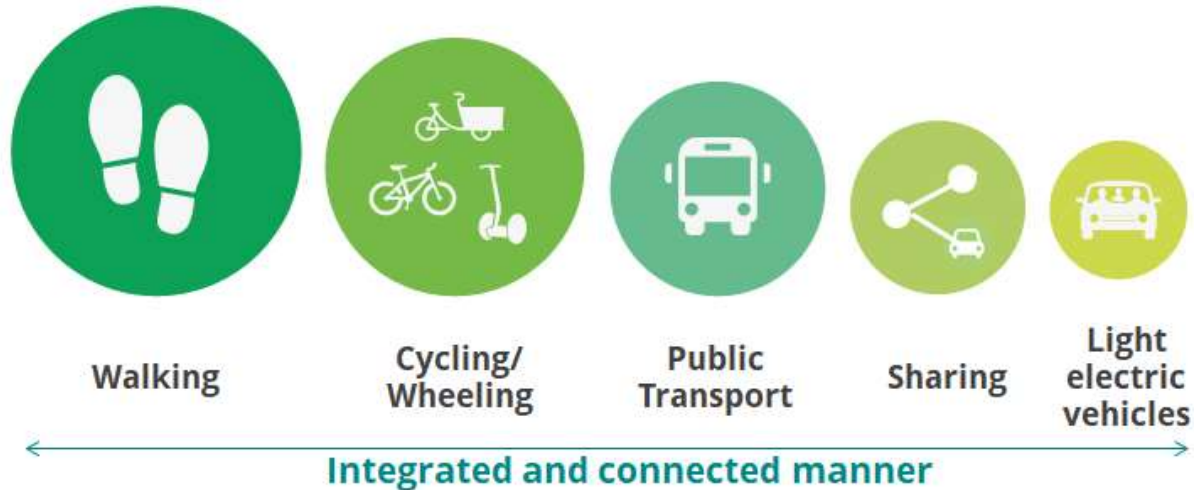 Walking
Cycling/
Wheeling
Public
Transport
Sharing
Light
electric
vehicles
Integrated and connected manner